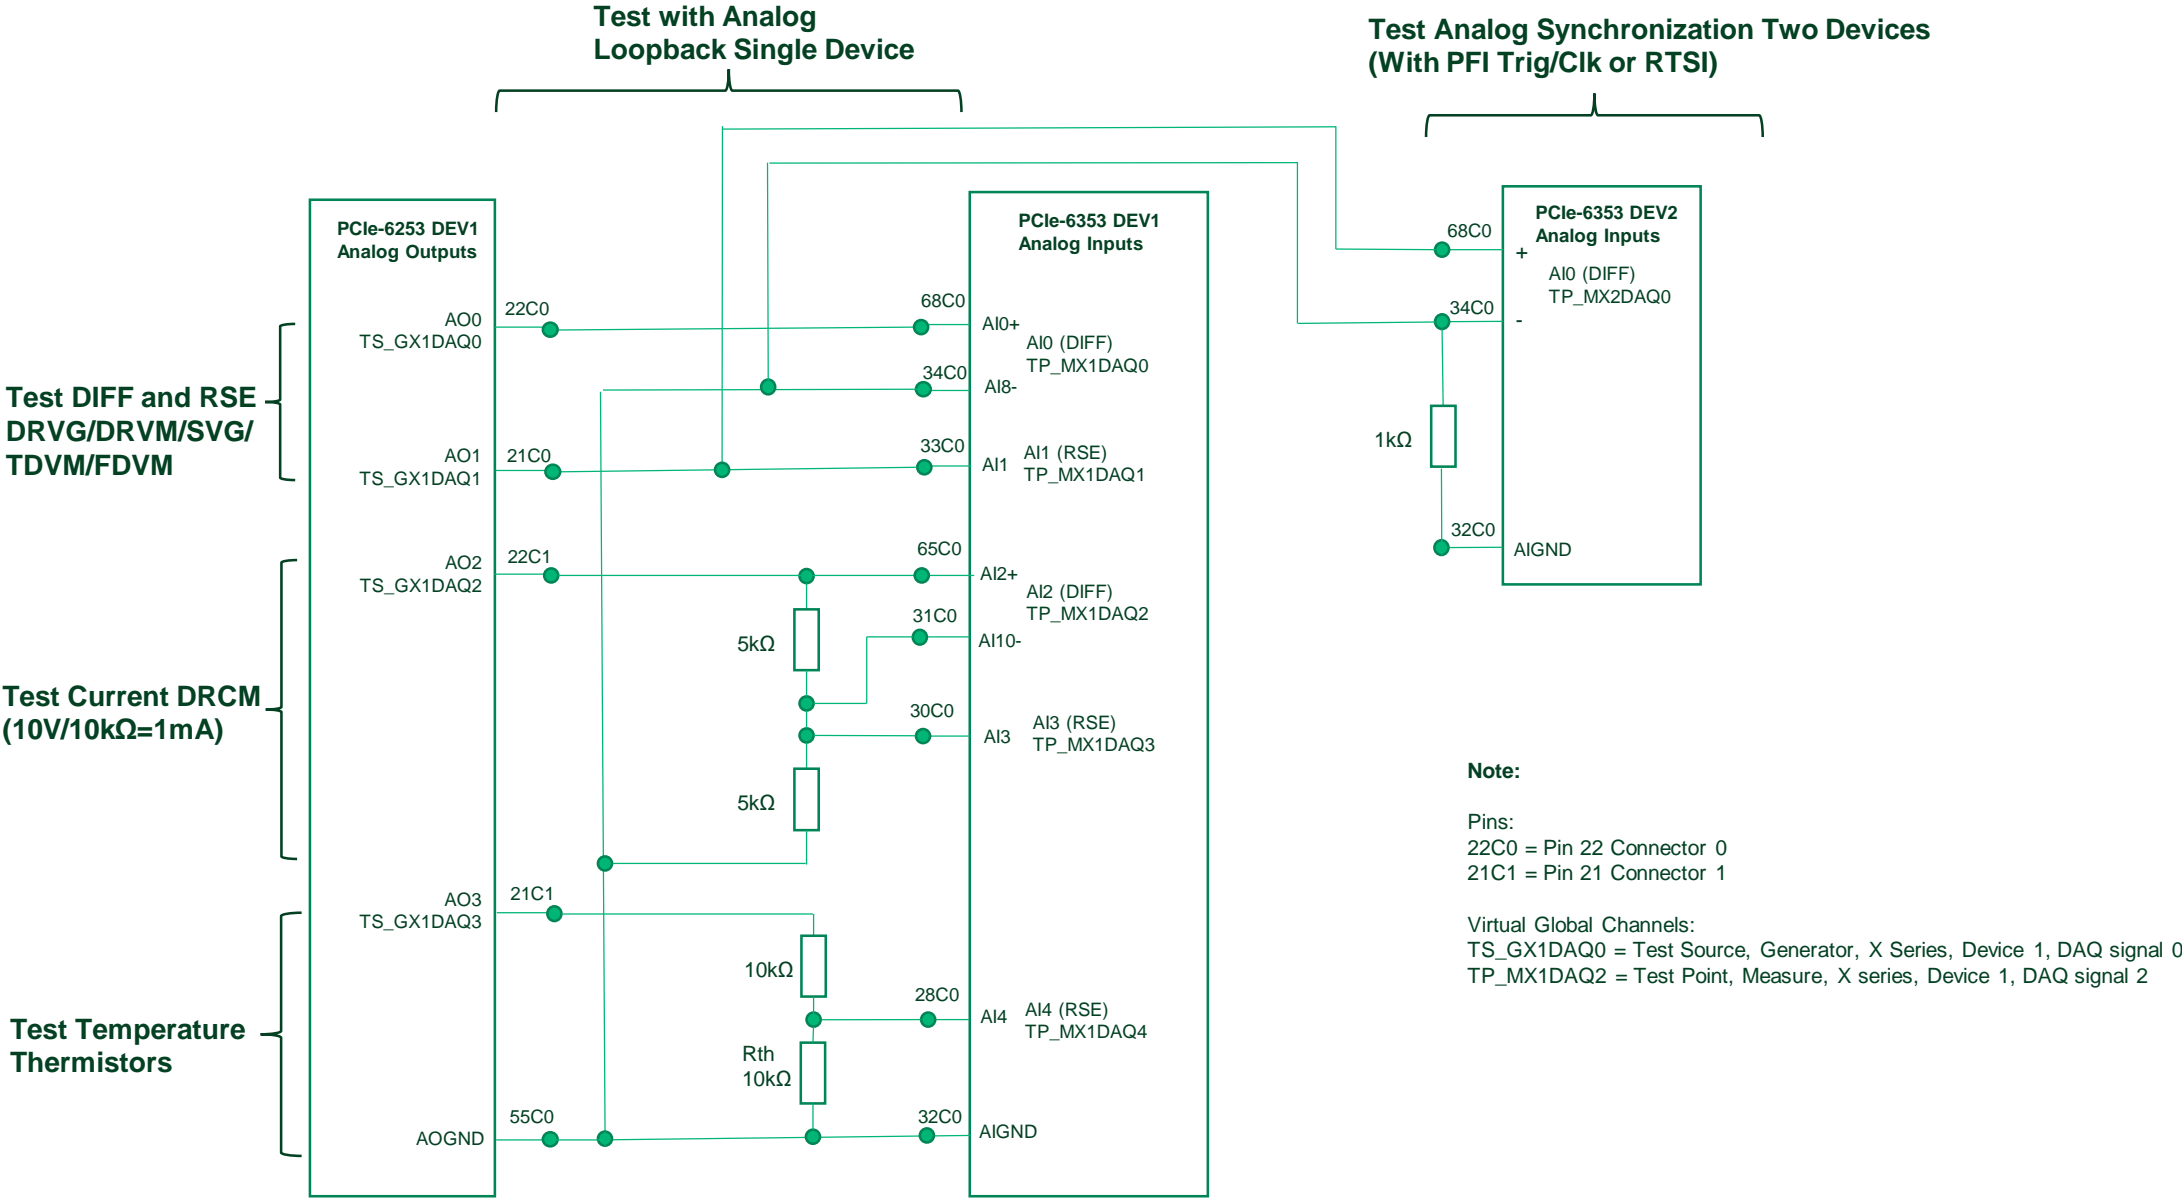 Test with Analog
Loopback Single Device
Test Analog Synchronization Two Devices
(With PFI Trig/Clk or RTSI)
PCIe-6253 DEV1
Analog Outputs
AO0
TS_GX1DAQ0
22C0
AO1
TS_GX1DAQ1
21C0
AO2
TS_GX1DAQ2
22C1
AO3
TS_GX1DAQ3
21C1
AOGND
55C0
Test DIFF and RSE
DRVG/DRVM/SVG/
TDVM/FDVM
Test Current DRCM
(10V/10kΩ=1mA)
Test Temperature
Thermistors
5kΩ
5kΩ
10kΩ
Rth
10kΩ
PCIe-6353 DEV1
Analog Inputs
68C0
AI0+
AI0 (DIFF)
TP_MX1DAQ0
34C0
AI8-
33C0
AI1
AI1 (RSE)
TP_MX1DAQ1
65C0
AI2+
AI2 (DIFF)
TP_MX1DAQ2
31C0
AI10-
30C0
AI3
AI3 (RSE)
TP_MX1DAQ3
28C0
AI4
AI4 (RSE)
TP_MX1DAQ4
32C0
AIGND
PCIe-6353 DEV2
Analog Inputs
68C0
+
AI0 (DIFF)
TP_MX2DAQ0
34C0
-
1kΩ
32C0
AIGND
Note:
Pins:
22C0 = Pin 22 Connector 0
21C1 = Pin 21 Connector 1
Virtual Global Channels:
TS_GX1DAQ0 = Test Source, Generator, X Series, Device 1, DAQ signal 0
TP_MX1DAQ2 = Test Point, Measure, X series, Device 1, DAQ signal 2